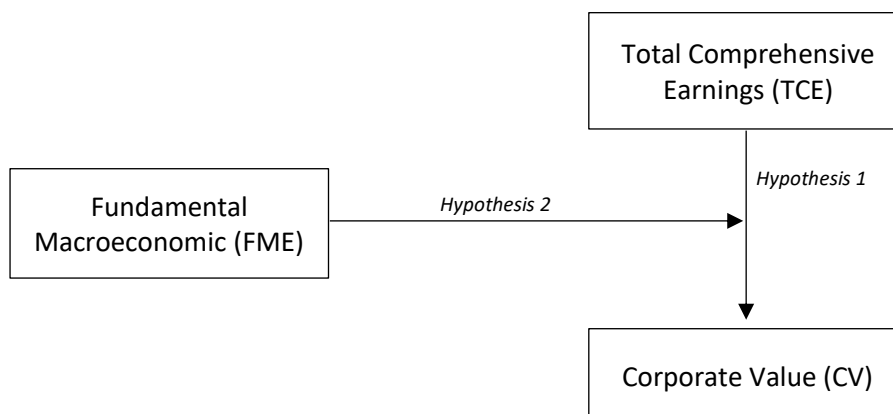 Total Comprehensive
Earnings (TCE)
Hypothesis 1
Fundamental
Macroeconomic (FME)
Hypothesis 2
Corporate Value (CV)